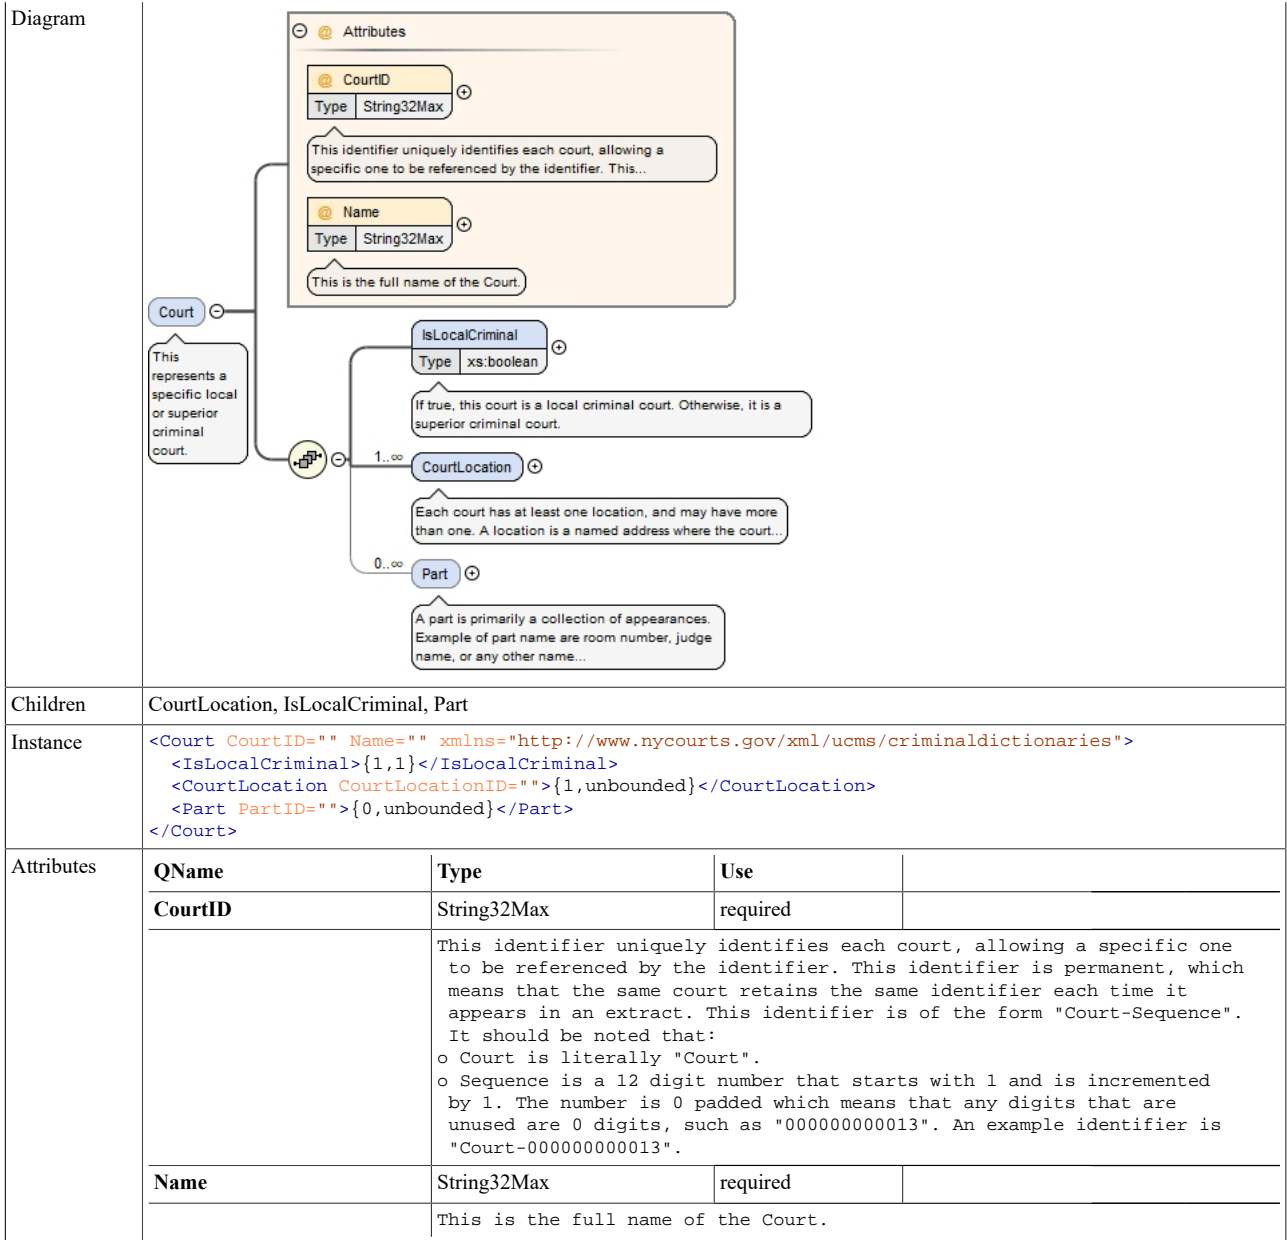 Diagram
@ Attributes
@ CourtID
Type String32Max
This identifier uniquely identifies each court, allowing a
specific one to be referenced by the identifier. This...
@ Name
Type String32Max
This is the full name of the Court.
Court
This
represents a
specific local
or superior
criminal
court.
IsLocalCriminal
Type xs:boolean
If true, this court is a local criminal court. Otherwise, it is a
superior criminal court.
1..∞
CourtLocation
Each court has at least one location, and may have more
than one. A location is a named address where the court...
0..∞
Part
A part is primarily a collection of appearances.
Example of part name are room number, judge
name, or any other name...
Children CourtLocation, IsLocalCriminal, Part
Instance
<Court CourtID="" Name="" xmlns="http://www.nycourts.gov/xml/ucms/criminaldictionaries">
<IsLocalCriminal>{1,1}</IsLocalCriminal>
<CourtLocation CourtLocationID="">{1,unbounded}</CourtLocation>
<Part PartID="">{0,unbounded}</Part>
</Court>
Attributes
QName Type Use
CourtID String32Max required
This identifier uniquely identifies each court, allowing a specific one
to be referenced by the identifier. This identifier is permanent, which
means that the same court retains the same identifier each time it
appears in an extract. This identifier is of the form "Court-Sequence".
It should be noted that:
o Court is literally "Court".
o Sequence is a 12 digit number that starts with 1 and is incremented
by 1. The number is 0 padded which means that any digits that are
unused are 0 digits, such as "000000000013". An example identifier is
"Court-000000000013".
Name String32Max required
This is the full name of the Court.